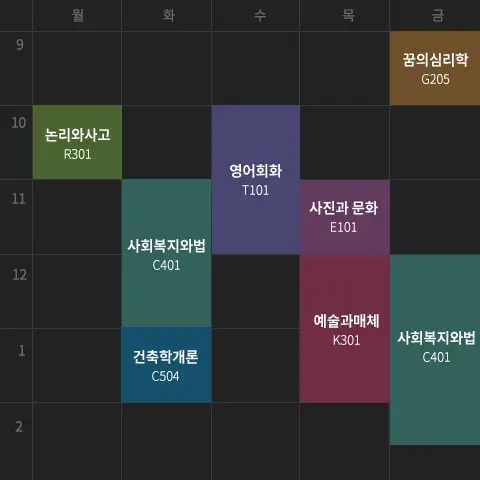 월 화 수 목 금
9
꿈의심리학
G205
10
논리와사고
R301
영어회화
T101
11
사회복지와법
C401
사진과 문화
E101
12
예술과매체
K301
사회복지와법
C401
1
건축학개론
C504
2